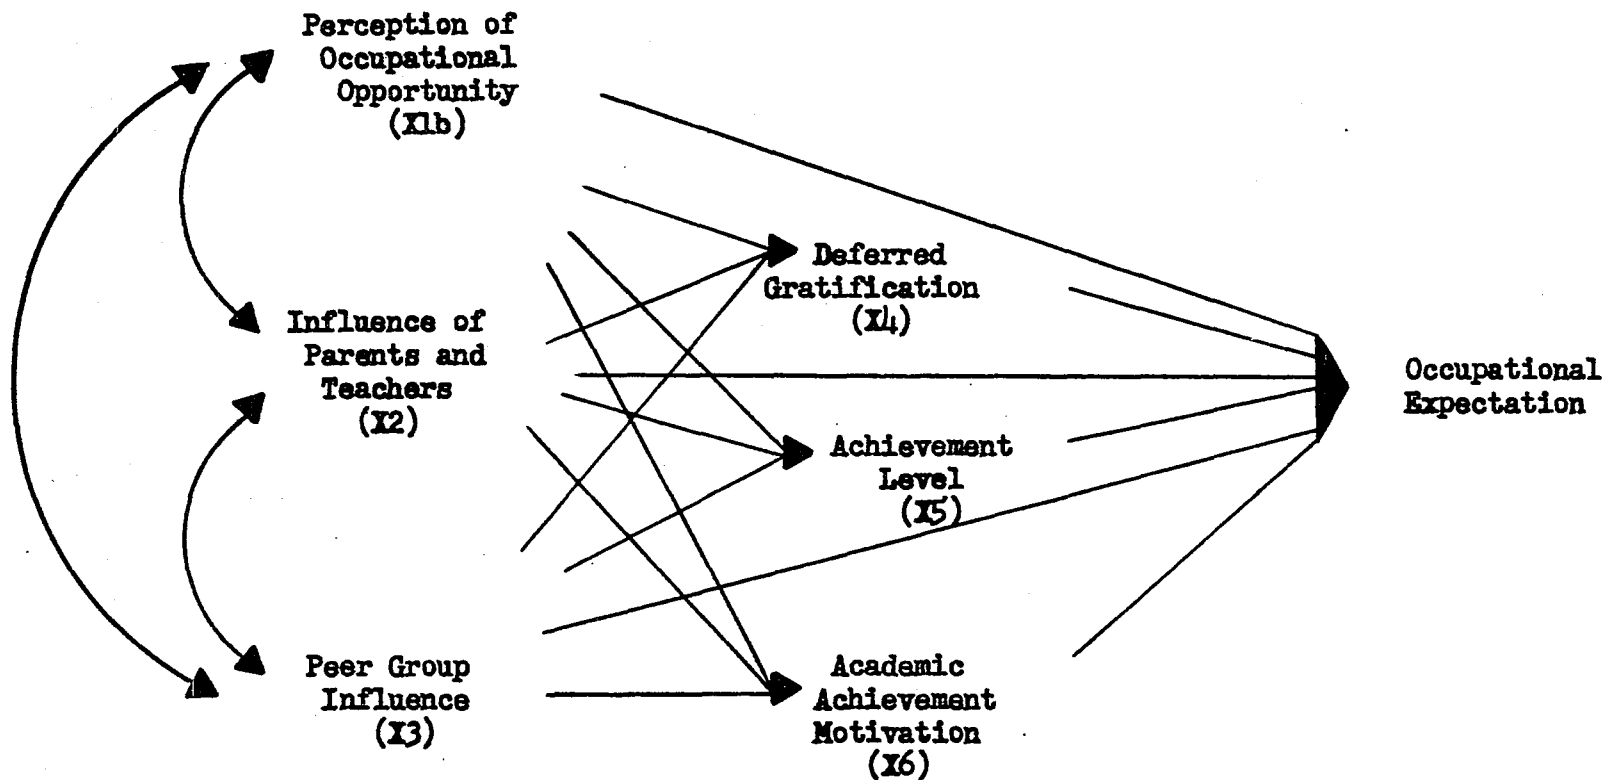 Perception of
Occupational
Opportunity
(X1b)
Influence of
Parents and
Teachers
(X2)
Peer Group
Influence
(X3)
Deferred
Gratification
(X4)
Achievement
Level
(X5)
Academic
Achievement
Motivation
(X6)
Occupational
Expectation